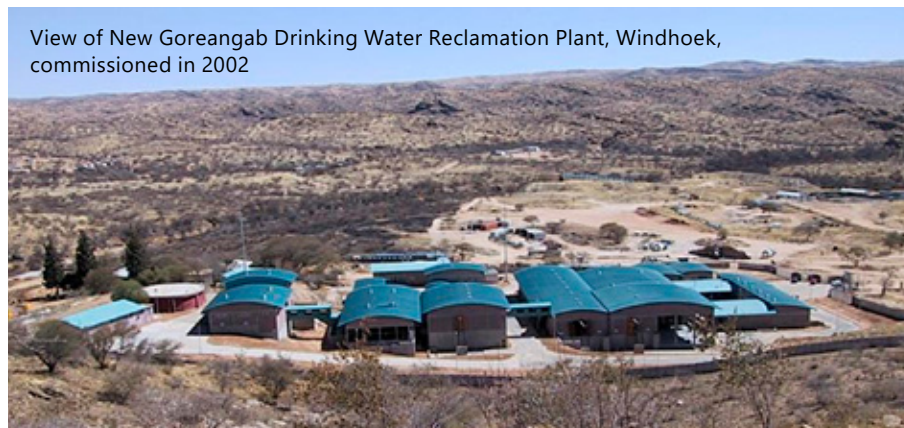 View of New Goreangab Drinking Water Reclamation Plant, Windhoek,
commissioned in 2002